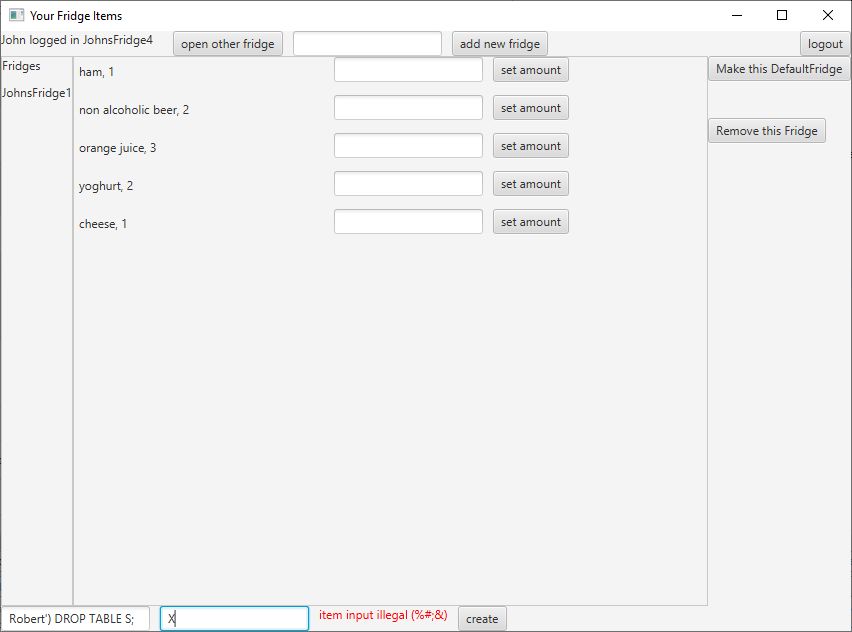 Your Fridge Items
John logged in JohnsFridge4
open other fridge
add new fridge
logout
Fridges
JohnsFridge1
ham, 1
set amount
non alcoholic beer, 2
set amount
orange juice, 3
set amount
yoghurt, 2
set amount
cheese, 1
set amount
Make this DefaultFridge
Remove this Fridge
Robert') DROP TABLE S;
X
item input illegal (%#;&)
create